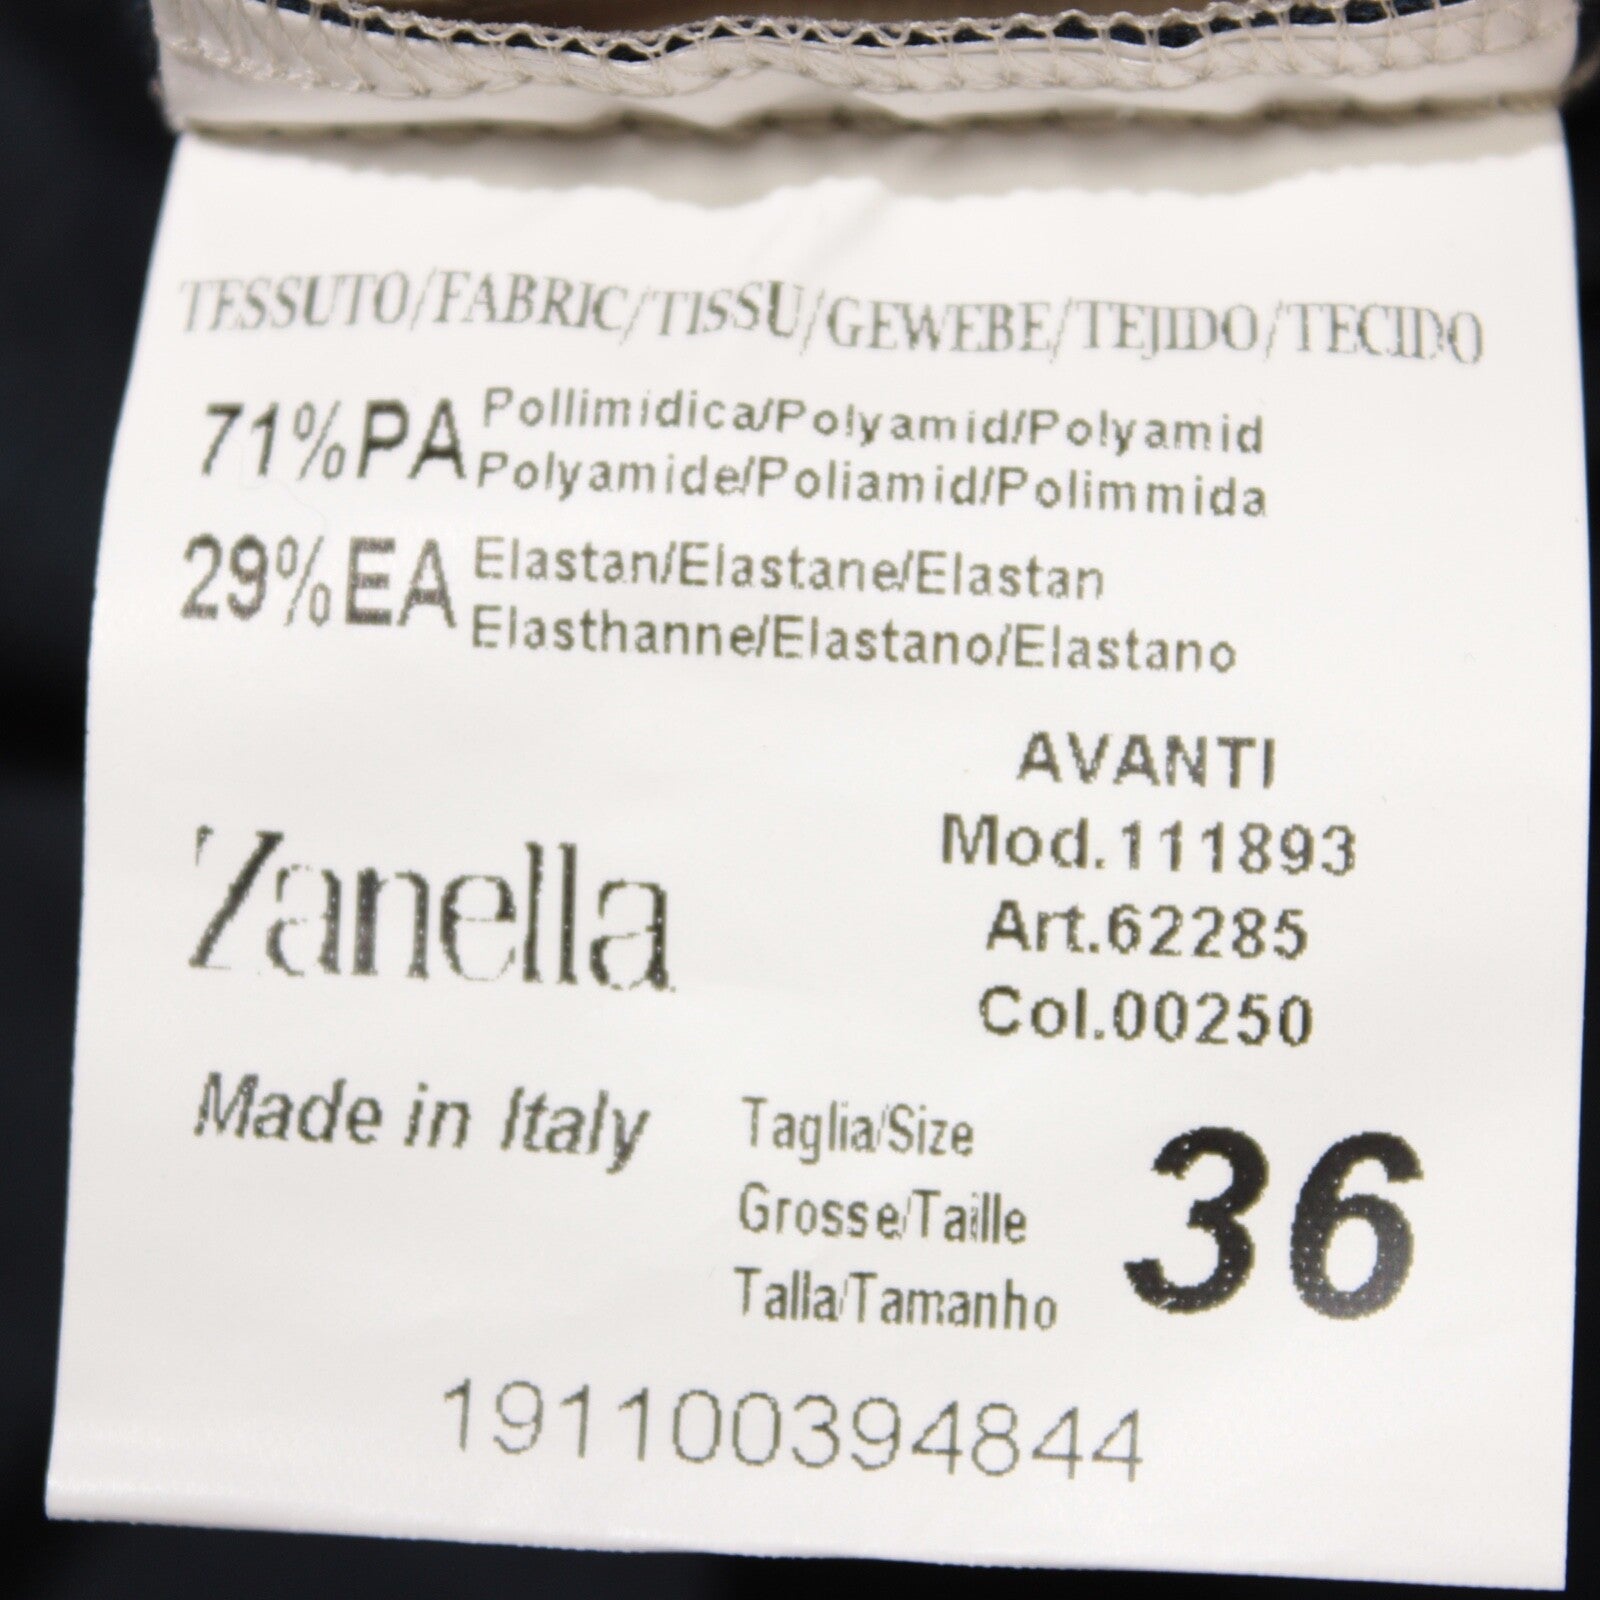 TESSUTO/FABRIC/TISSU/GEWEBE/TEJIDO/TECIDO
71%PA Pollimidica/Polyamid/Polyamid
Polyamide/Poliamid/Polimmida
29%EA Elastan/Elastane/Elastan
Elasthanne/Elastano/Elastano
AVANTI
Mod.111893
Art.62285
Col.00250
Zanella
Made in Italy
Taglia/Size
Grosse/Taille
Talla/Tamanho
36
191100394844